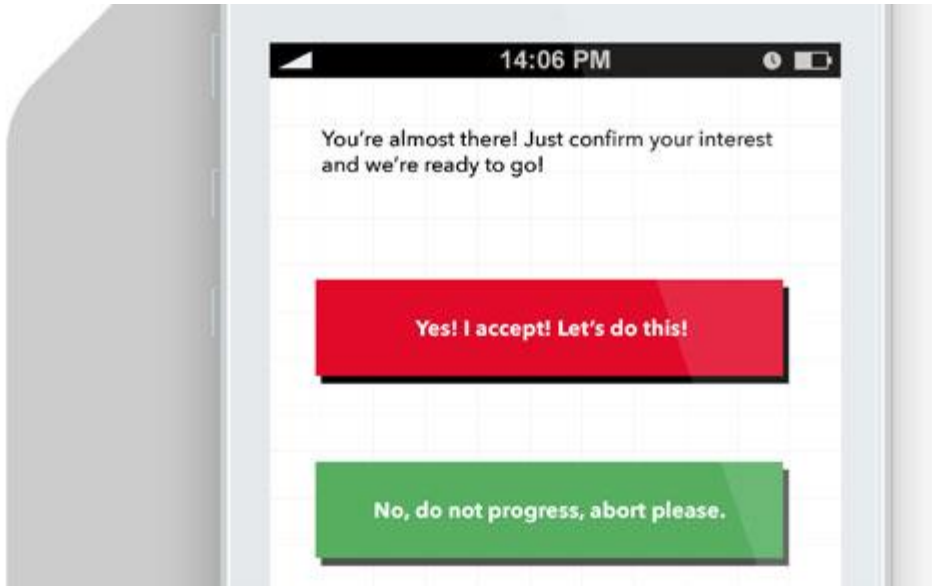 14:06 PM
You’re almost there! Just confirm your interest
and we’re ready to go!
Yes! I accept! Let’s do this!
No, do not progress, abort please.